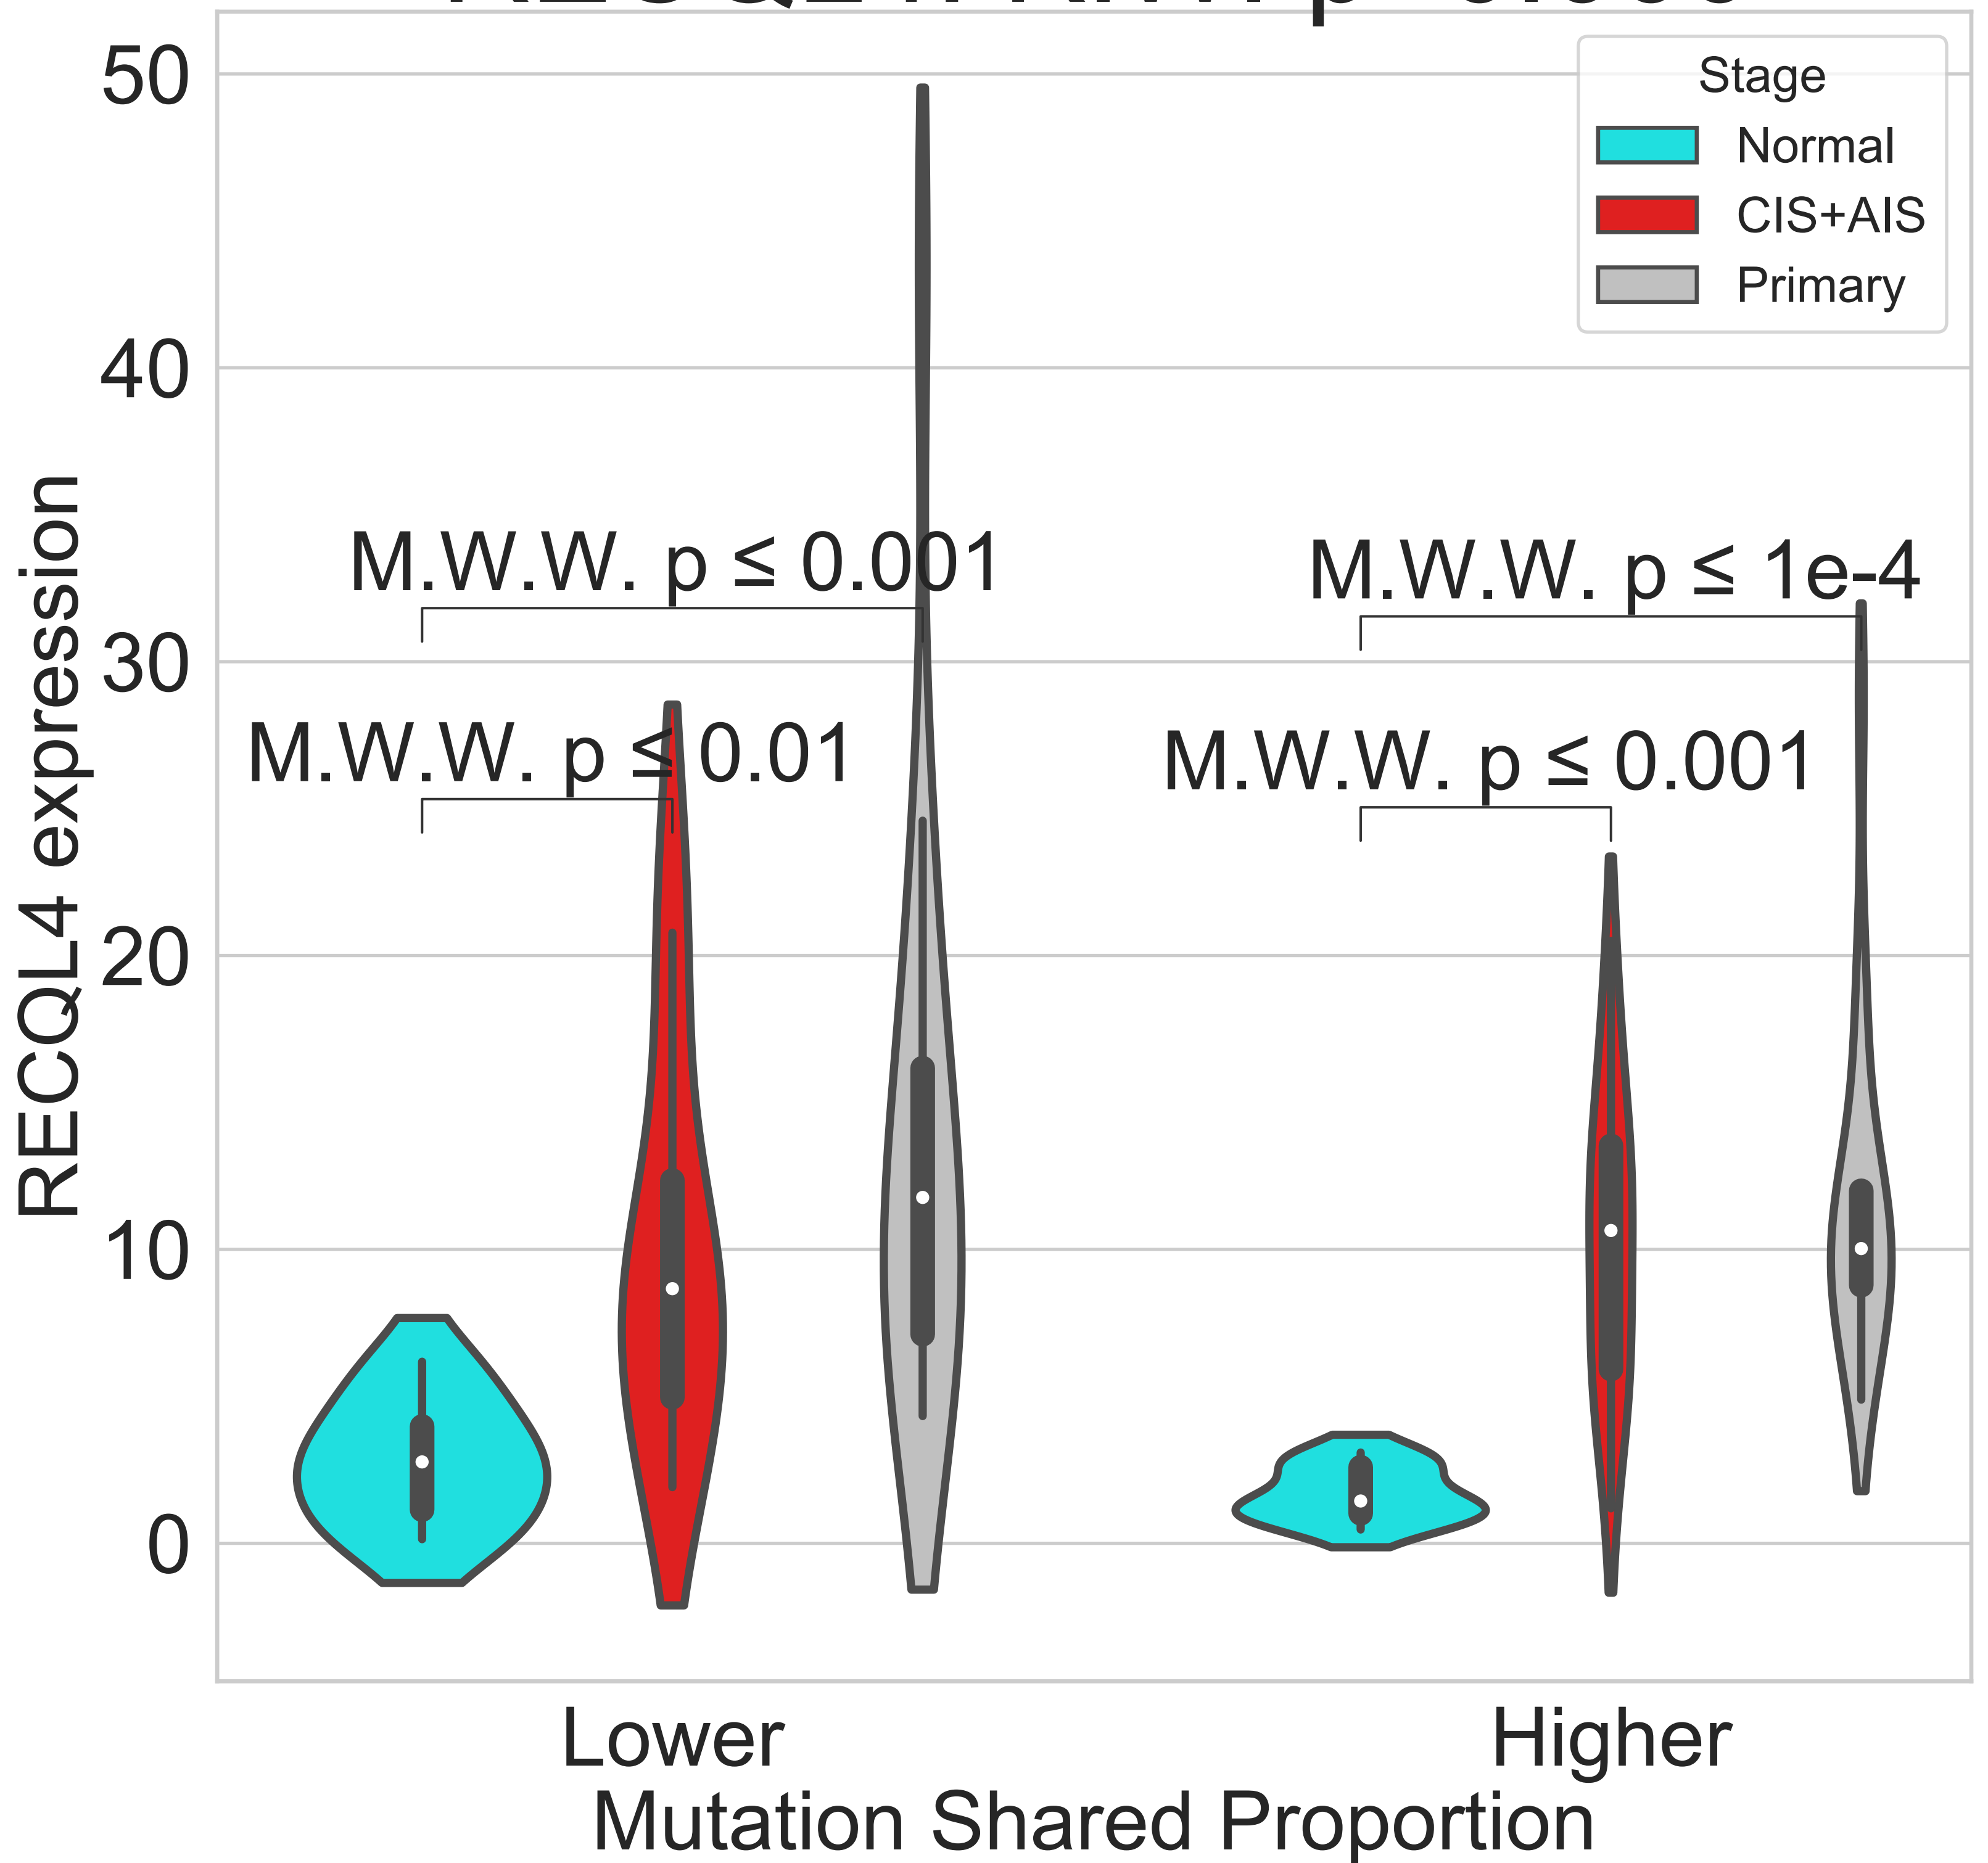 50
40
30
20
10
0
RECQL4 expression
Stage
Normal
CIS+AIS
Primary
M.W.W. p ≤ 0.001
M.W.W. p ≤ 0.01
M.W.W. p ≤ 1e-4
M.W.W. p ≤ 0.001
Lower
Higher
Mutation Shared Proportion